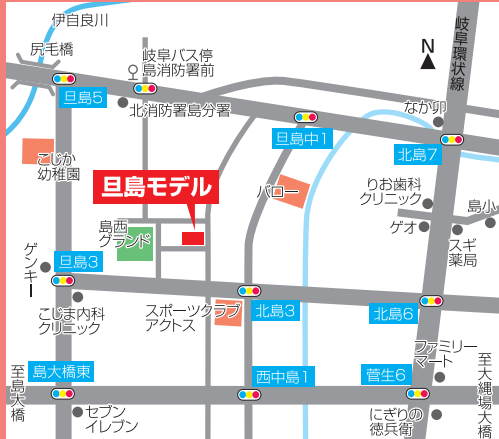 伊自良川
尻毛橋
岐阜バス停
島消防署前
岐阜環状線
N
旦島5
北消防署島分署
なか卯
旦島中1
北島7
こじか
幼稚園
旦島モデル
バロー
りお歯科
クリニック
島小
ゲオ
スギ
薬局
島西
グランド
ゲンキー
旦島3
こじま内科
クリニック
スポーツクラブ
アクトス
北島3
北島6
ファミリー
マート
島大橋東
西中島1
菅生6
至島大橋
至大縄場大橋
セブン
イレブン
にぎりの
徳兵衛